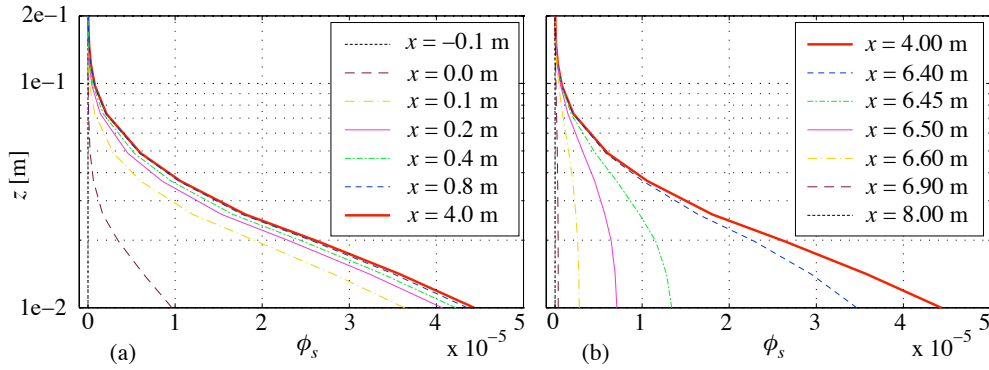 2e−1
1e−1
1e−2
z [m]
x = –0.1 m
x = 0.0 m
x = 0.1 m
x = 0.2 m
x = 0.4 m
x = 0.8 m
x = 4.0 m
0 1 2 3 4 5
x 10⁻⁵
ϕₛ
(a)
x = 4.00 m
x = 6.40 m
x = 6.45 m
x = 6.50 m
x = 6.60 m
x = 6.90 m
x = 8.00 m
0 1 2 3 4 5
x 10⁻⁵
ϕₛ
(b)